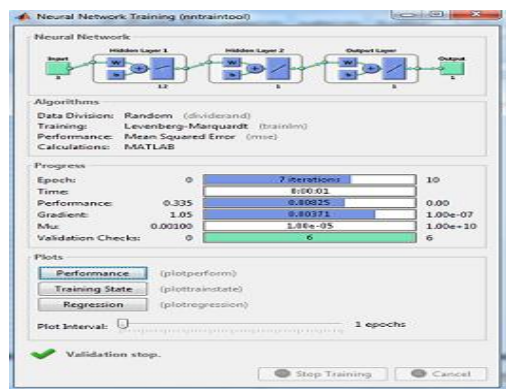 Neural Network Training (nntraintool)
Neural Network
Hidden Layer 1 Hidden Layer 2 Output Layer
Input Output
W W W
b b b
12 1 1 1
Algorithms
Data Division: Random (dividerand)
Training: Levenberg-Marquardt (trainlm)
Performance: Mean Squared Error (mse)
Calculations: MATLAB
Progress
Epoch: 0 7 iterations 10
Time: 0:00:01
Performance: 0.335 0.00825 0.00
Gradient: 1.05 0.00371 1.00e-07
Mu: 0.00100 1.00e-05 1.00e+10
Validation Checks: 0 6 6
Plots
Performance (plotperform)
Training State (plottrainstate)
Regression (plotregression)
Plot Interval: 1 epochs
Validation stop.
Stop Training Cancel